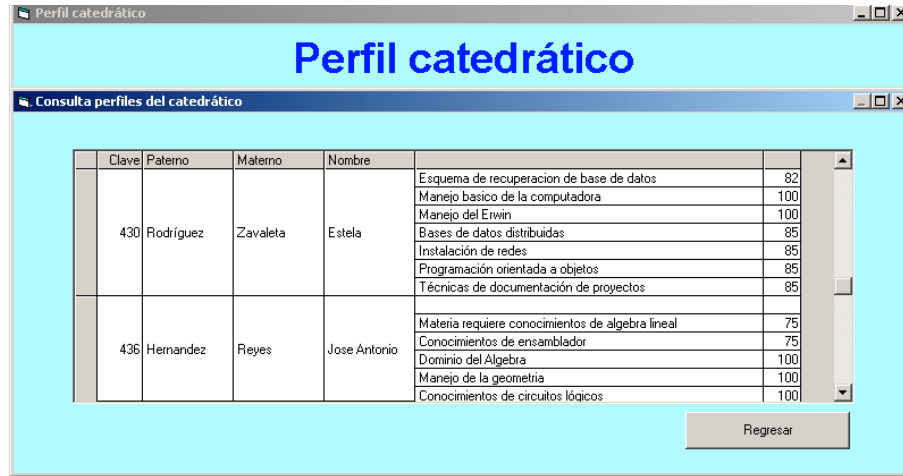 Perfil catedrático
Perfil catedrático
Consulta perfiles del catedrático
Clave Paterno Materno Nombre
Esquema de recuperacion de base de datos 82
Manejo basico de la computadora 100
Manejo del Erwin 100
430 Rodríguez Zavaleta Estela Bases de datos distribuidas 85
Instalación de redes 85
Programación orientada a objetos 85
Técnicas de documentación de proyectos 85
Materia requiere conocimientos de algebra lineal 75
436 Hernandez Reyes Jose Antonio Conocimientos de ensamblador 75
Dominio del Algebra 100
Manejo de la geometria 100
Conocimientos de circuitos lógicos 100
Regresar